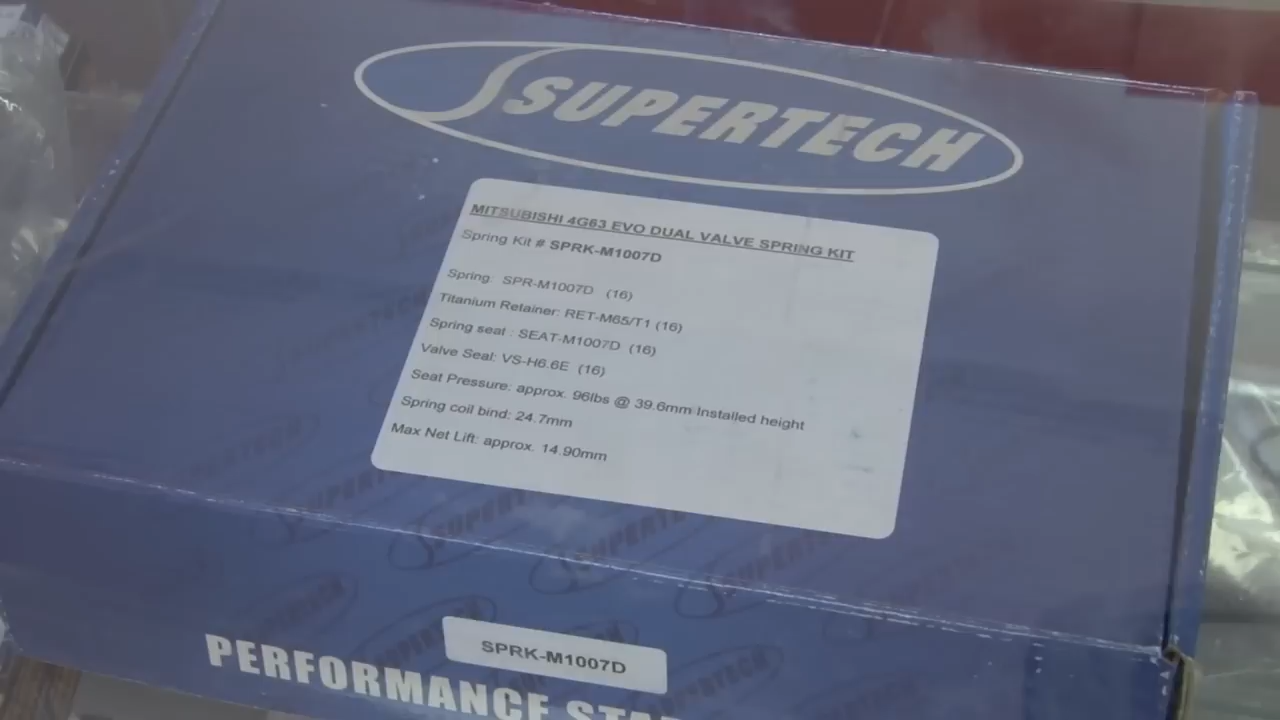 SUPERTECH
MITSUBISHI 4G63 EVO DUAL VALVE SPRING KIT
Spring Kit # SPRK-M1007D
Spring: SPR-M1007D (16)
Titanium Retainer: RET-M65/T1 (16)
Spring seat : SEAT-M1007D (16)
Valve Seal: VS-H6.6E (16)
Seat Pressure: approx. 96lbs @ 39.6mm Installed height
Spring coil bind: 24.7mm
Max Net Lift: approx. 14.90mm
SUPERTECH
SUPERTECH
SPRK-M1007D
PERFORMANCE